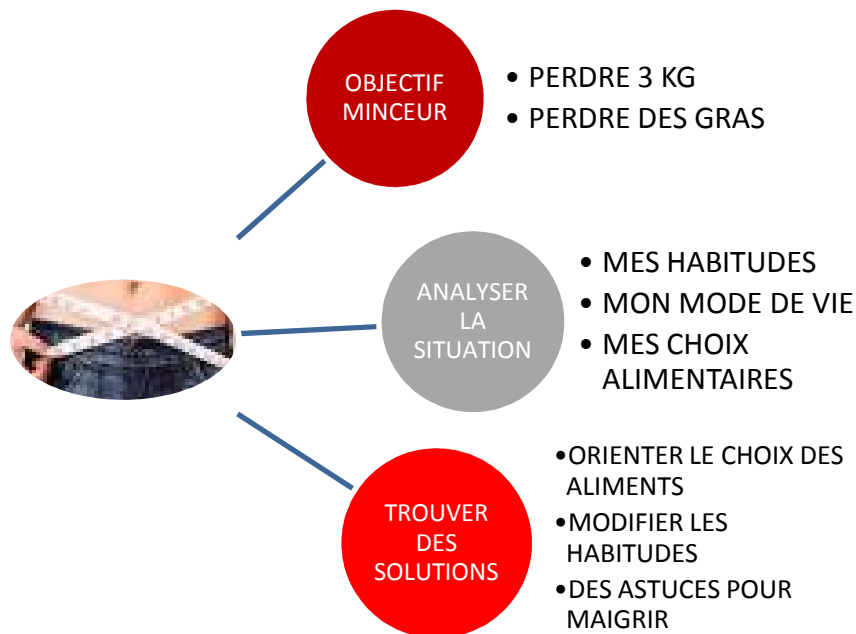 OBJECTIF
MINCEUR
• PERDRE 3 KG
• PERDRE DES GRAS
ANALYSER
LA
SITUATION
• MES HABITUDES
• MON MODE DE VIE
• MES CHOIX
ALIMENTAIRES
TROUVER
DES
SOLUTIONS
•ORIENTER LE CHOIX DES
ALIMENTS
•MODIFIER LES
HABITUDES
•DES ASTUCES POUR
MAIGRIR